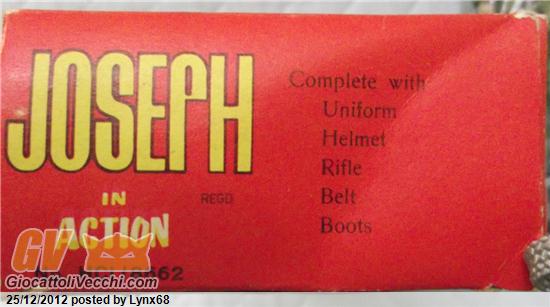 JOSEPH
IN
ACTION
REGD
Complete with
Uniform
Helmet
Rifle
Belt
Boots
GV
GiocattoliVecchi.com
25/12/2012 posted by Lynx68